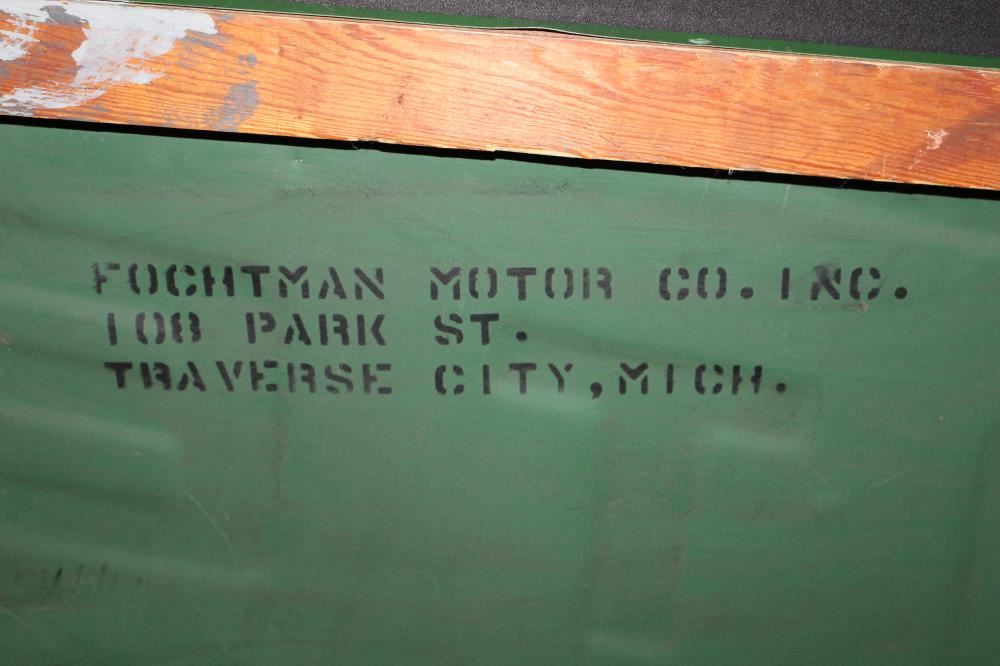 FOCHTMAN MOTOR CO. INC.
108 PARK ST.
TRAVERSE CITY, MICH.